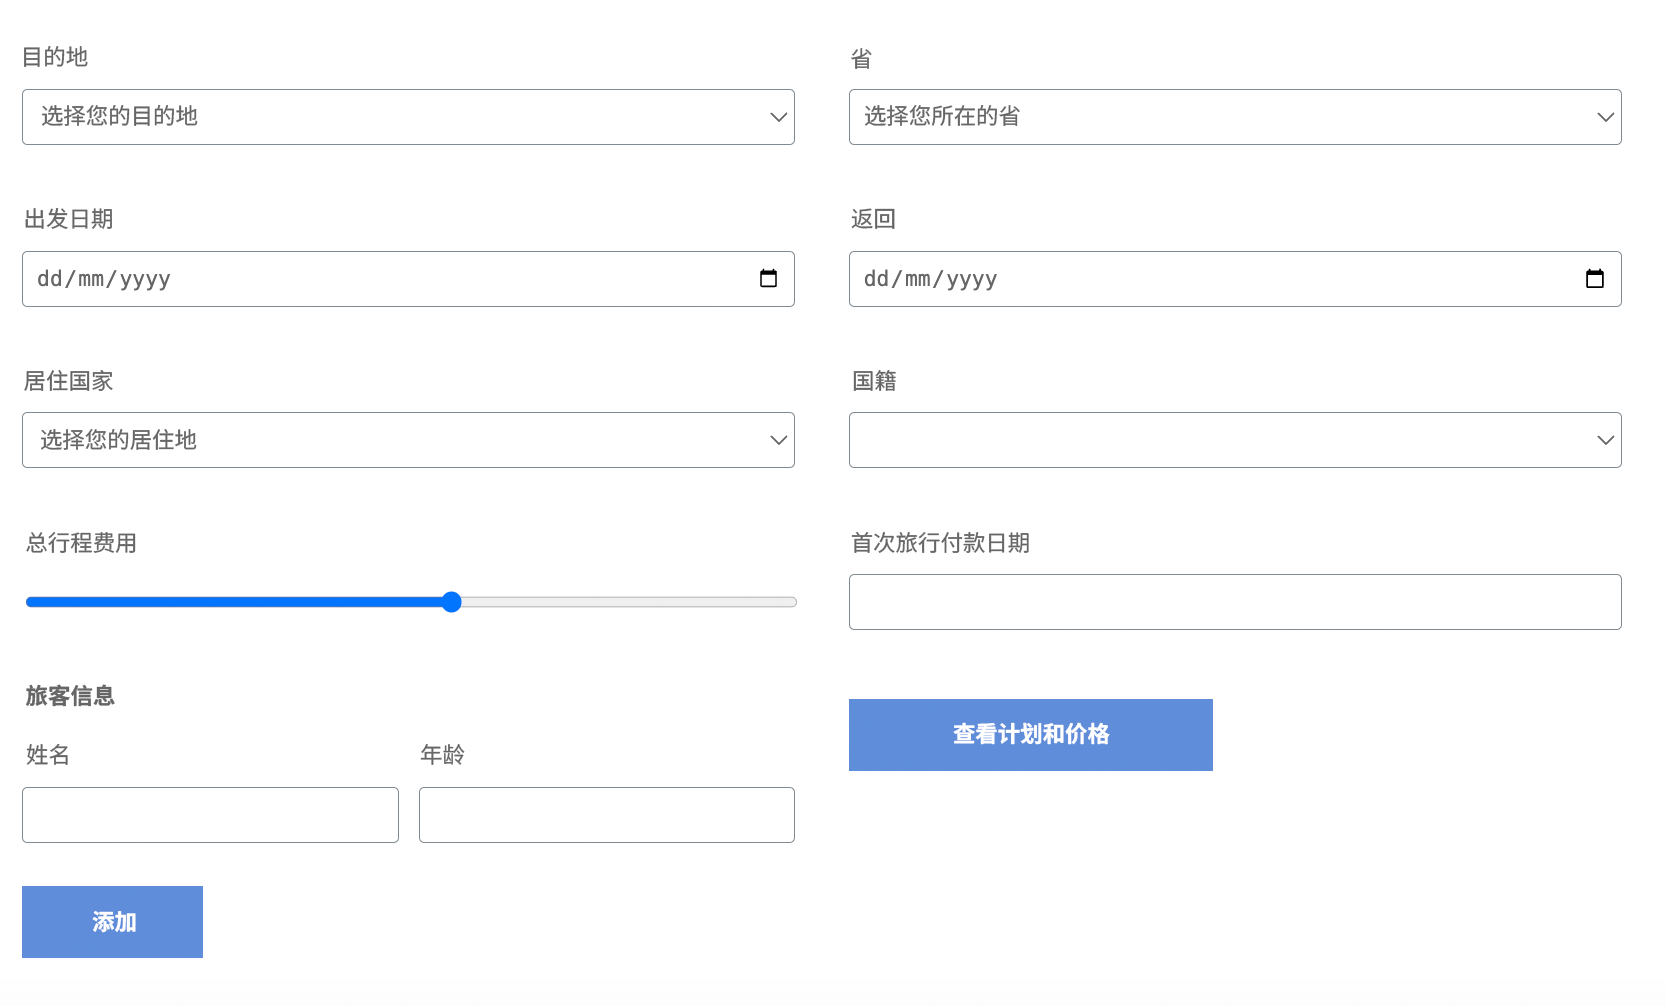 目的地
省
选择您的目的地
选择您所在的省
出发日期
返回
dd/mm/yyyy
dd/mm/yyyy
居住国家
国籍
选择您的居住地
总行程费用
首次旅行付款日期
旅客信息
查看计划和价格
姓名
年龄
添加